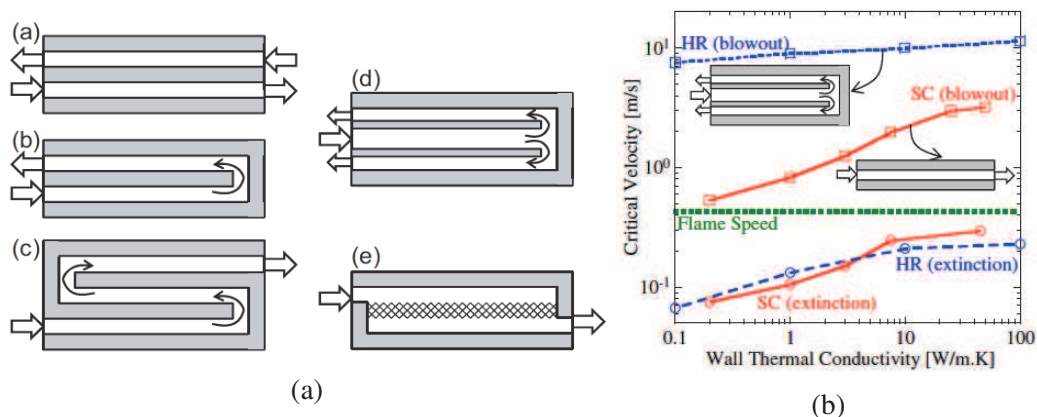 (a)
(b)
(c)
(d)
(e)
(a)
HR (blowout)
SC (blowout)
Flame Speed
HR (extinction)
SC (extinction)
Critical Velocity [m/s]
10¹
10⁰
10⁻¹
0.1 1 10 100
Wall Thermal Conductivity [W/m.K]
(b)